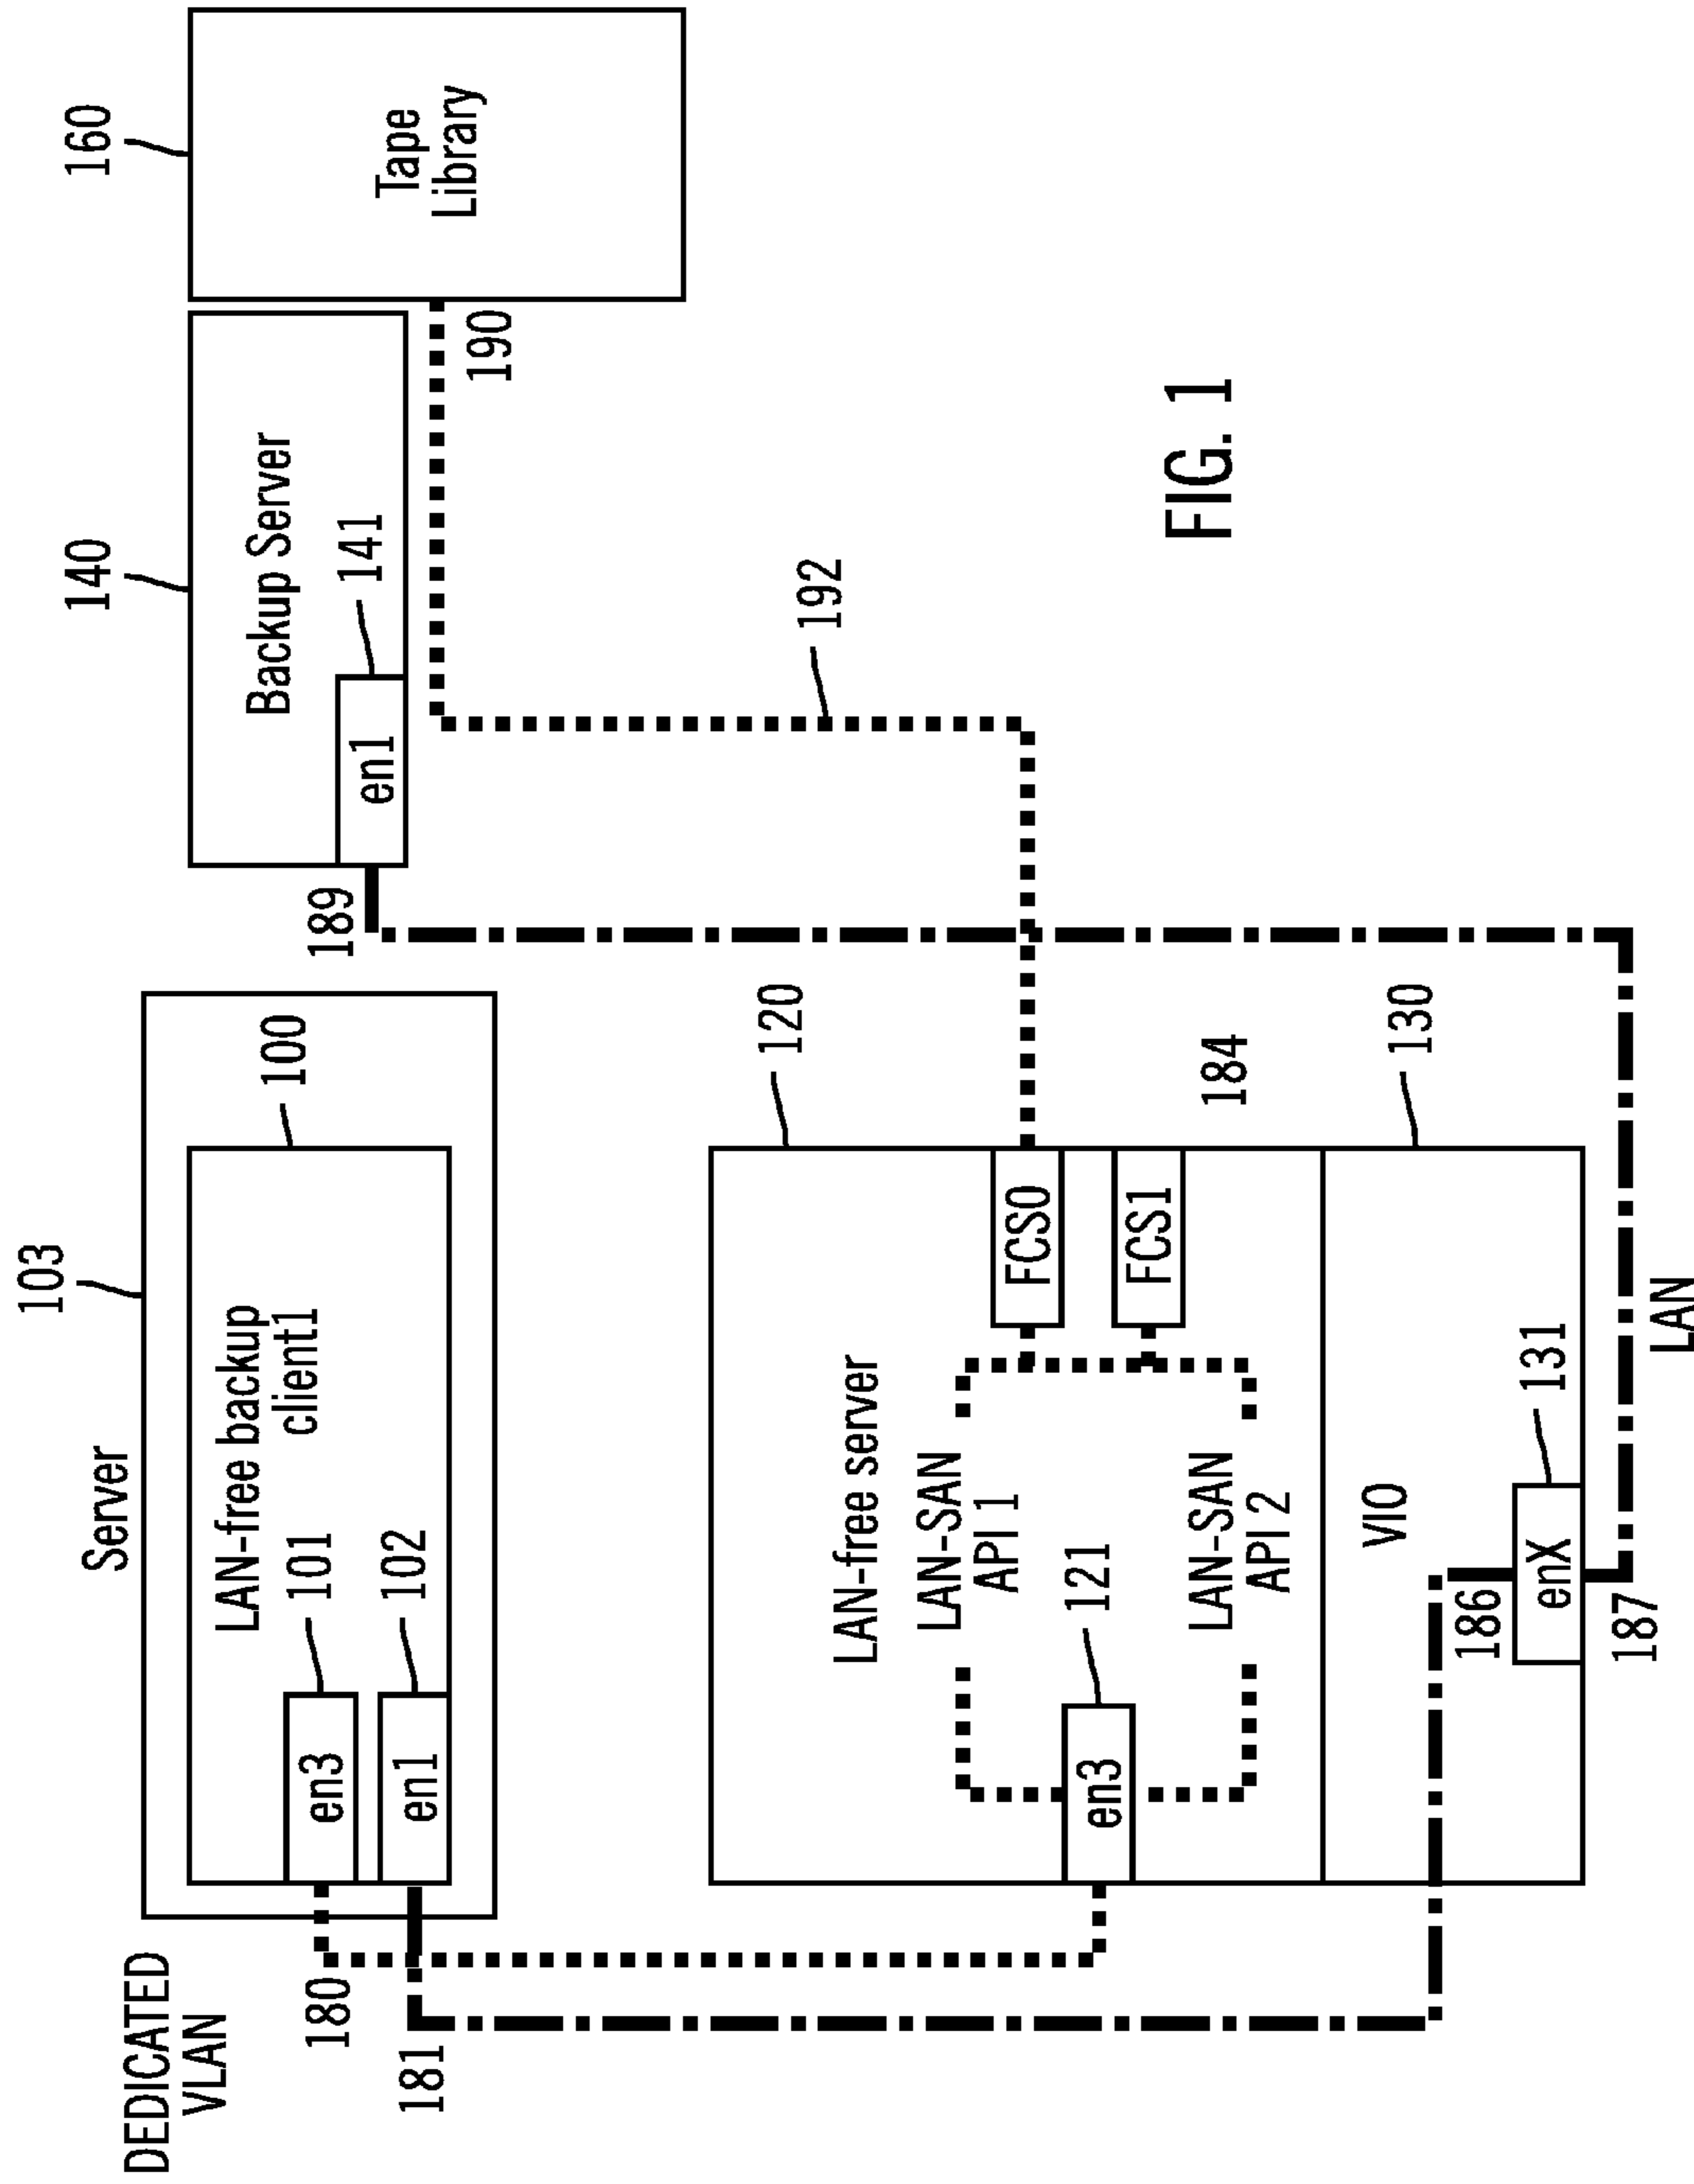 103
Server
100
LAN-free backup
client1
101
en3
102
en1
DEDICATED
VLAN
180
181
140
Backup Server
141
en1
189
160
Tape
Library
190
192
120
LAN-free server
LAN-SAN
API 1
121
en3
LAN-SAN
API 2
FCS0
FCS1
184
130
VIO
186
131
enX
187
LAN
FIG. 1